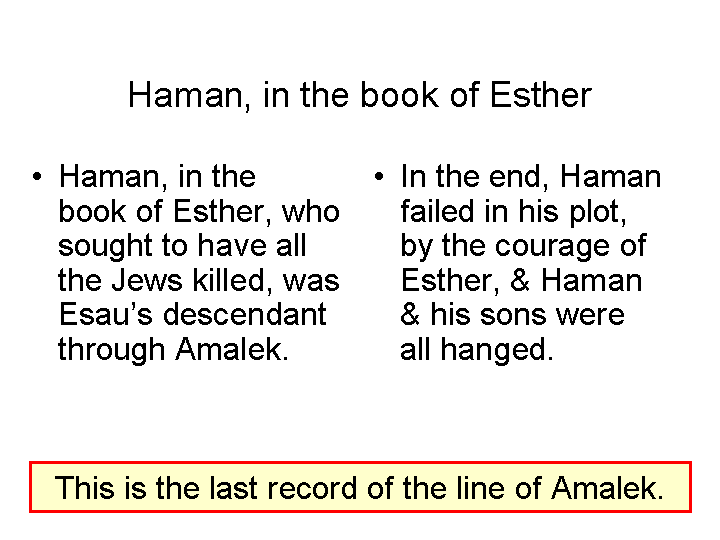 Haman, in the book of Esther
• Haman, in the
book of Esther, who
sought to have all
the Jews killed, was
Esau’s descendant
through Amalek.
• In the end, Haman
failed in his plot,
by the courage of
Esther, & Haman
& his sons were
all hanged.
This is the last record of the line of Amalek.